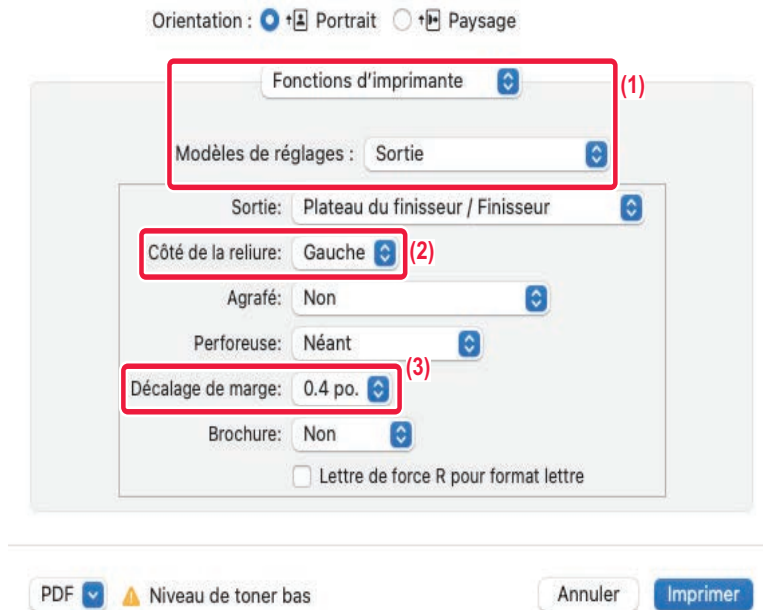 Orientation : Portrait Paysage
Fonctions d'imprimante (1)
Modèles de réglages : Sortie
Sortie: Plateau du finisseur / Finisseur
Côté de la reliure: Gauche (2)
Agrafé: Non
Perforeuse: Néant
(3)
Décalage de marge: 0.4 po.
Brochure: Non
Lettre de force R pour format lettre
PDF Niveau de toner bas Annuler Imprimer